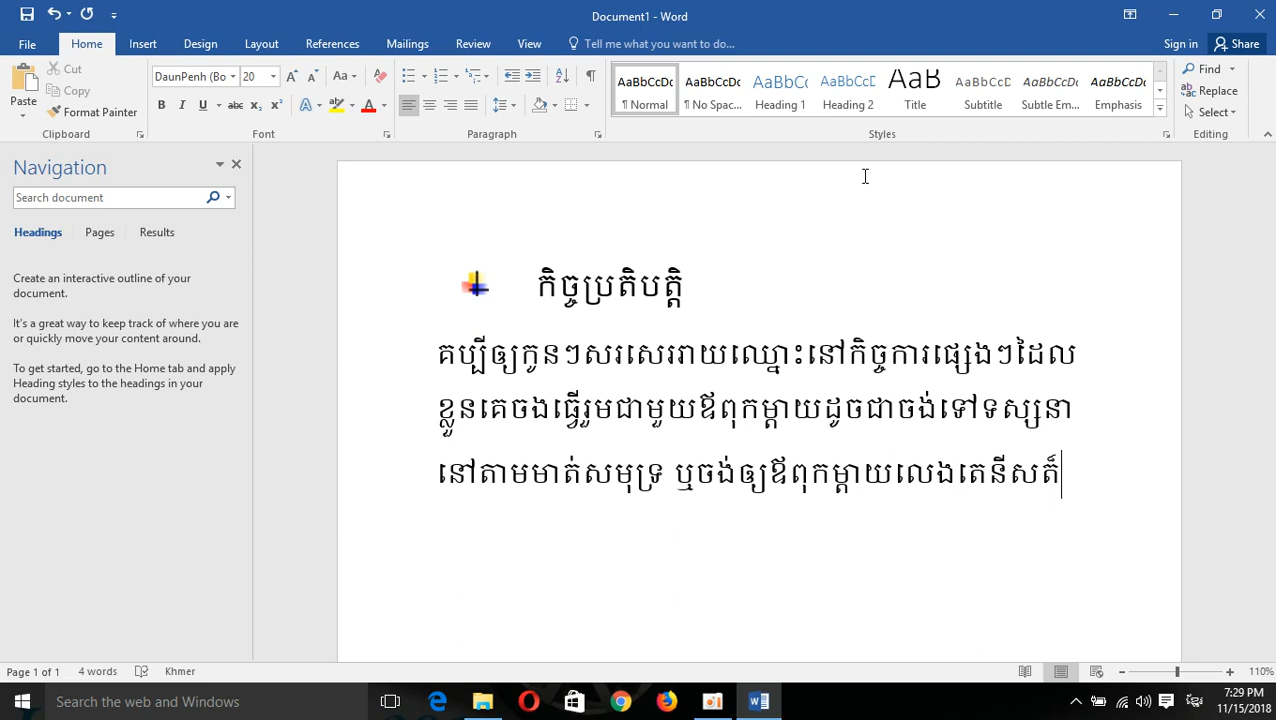 Document1 - Word
File Home Insert Design Layout References Mailings Review View Tell me what you want to do... Sign in Share
Paste Cut Copy Format Painter Clipboard
DaunPenh (Bo 20 Aa Font
B I U abc X₂ X² A A
Paragraph
AaBbCcDc AaBbCcDc AaBbCc AaBbCcD AaB AaBbCcD AaBbCcDc AaBbCcDc
¶ Normal ¶ No Spac... Heading 1 Heading 2 Title Subtitle Subtle Em... Emphasis
Styles
Find Replace Select Editing
Navigation
Search document
Headings Pages Results
Create an interactive outline of your
document.
It's a great way to keep track of where you are
or quickly move your content around.
To get started, go to the Home tab and apply
Heading styles to the headings in your
document.
កិច្ចប្រតិបត្តិ
គប្បីឲ្យកូនៗសរសេររាយឈ្មោះនៅកិច្ចការផ្សេងៗដែល
ខ្លួនគេចងធ្វើរួមជាមួយឪពុកម្តាយដូចជាចង់ទៅទស្សនា
នៅតាមមាត់សមុទ្រ ឬចង់ឲ្យឪពុកម្តាយលេងតេនីសត៏
Page 1 of 1 4 words Khmer 110%
Search the web and Windows
7:29 PM
11/15/2018